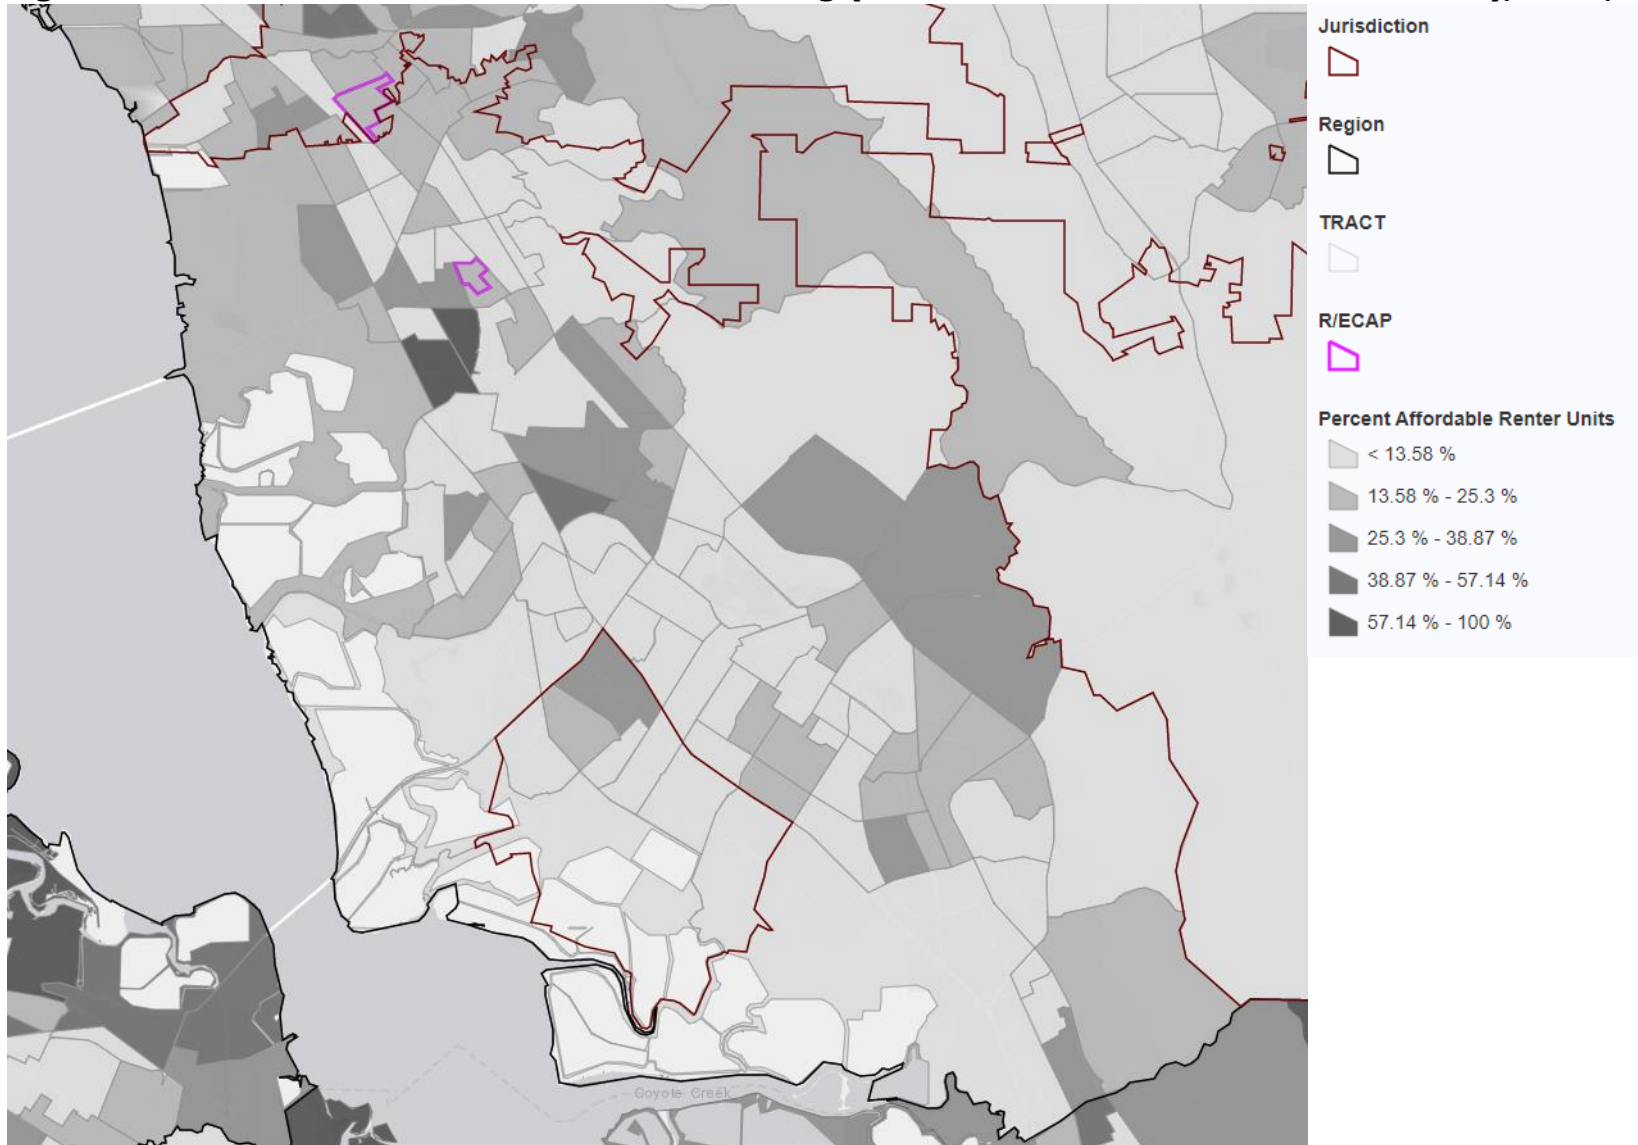 Jurisdiction
Region
TRACT
R/ECAP
Percent Affordable Renter Units
< 13.58 %
13.58 % - 25.3 %
25.3 % - 38.87 %
38.87 % - 57.14 %
57.14 % - 100 %
Coyote Creek